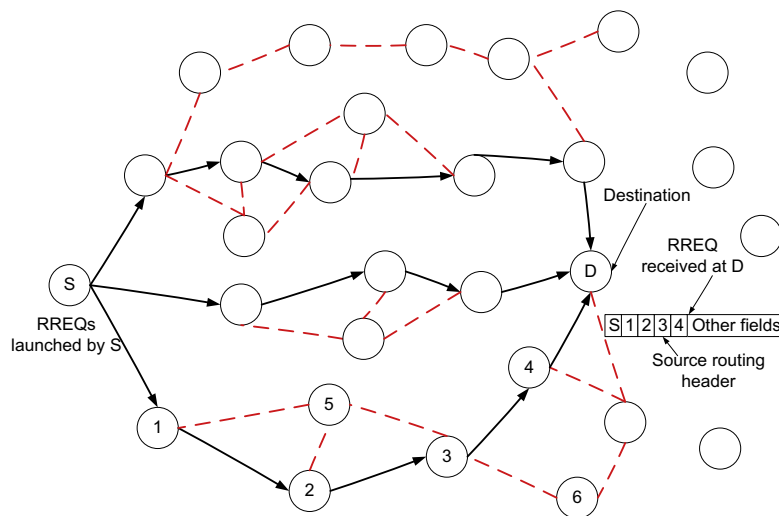 Destination
RREQ
received at D
S
D
RREQs
launched by S
S 1 2 3 4 Other fields
Source routing
header
4
5
1
3
2
6